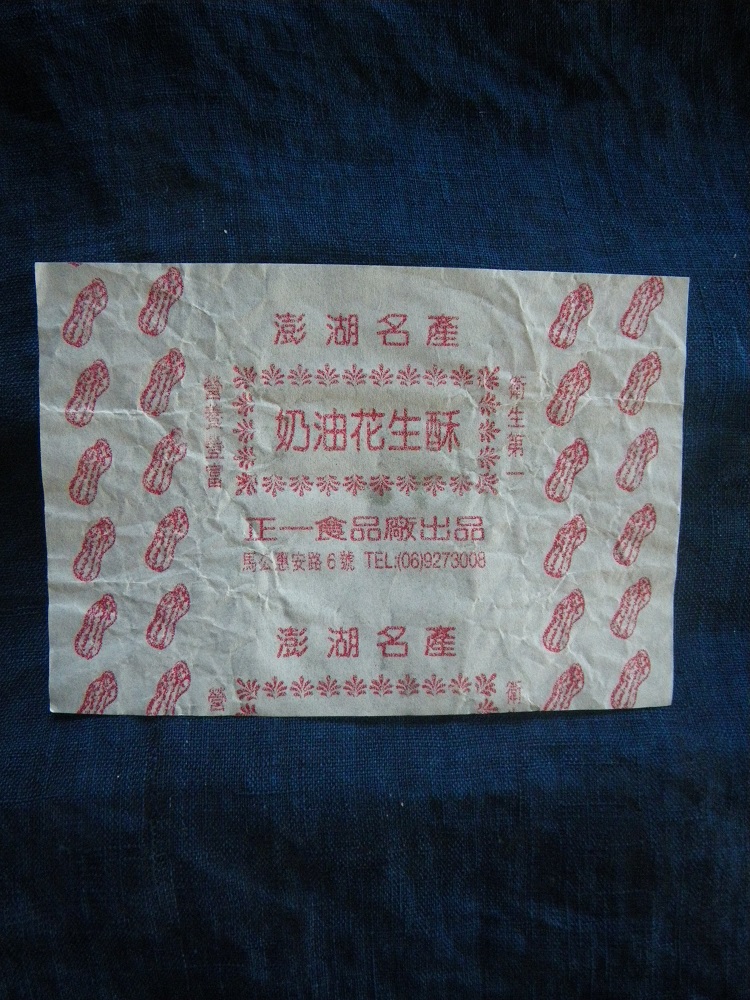 澎湖名產
營養豐富
奶油花生酥
衛生第一
正一食品廠出品
馬公惠安路6號 TEL:(06)9273008
澎湖名產
營
衛